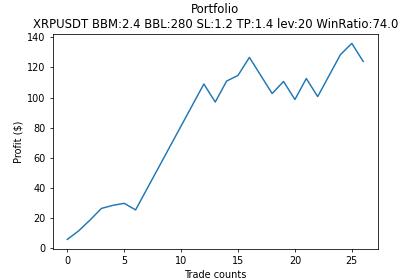 Portfolio
XRPUSDT BBM:2.4 BBL:280 SL:1.2 TP:1.4 lev:20 WinRatio:74.0
140
120
100
80
60
40
20
0
Profit ($)
0 5 10 15 20 25
Trade counts